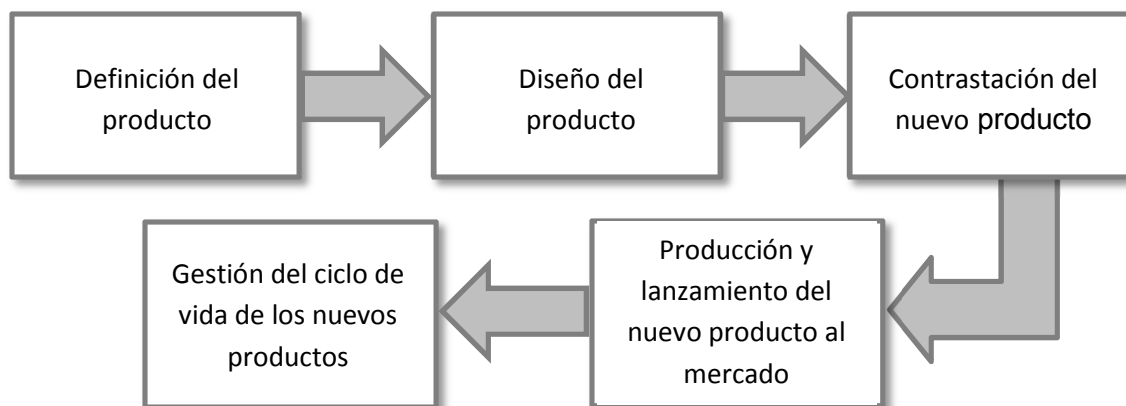 Definición del
producto
Diseño del
producto
Contrastación del
nuevo producto
Producción y
lanzamiento del
nuevo producto al
mercado
Gestión del ciclo de
vida de los nuevos
productos